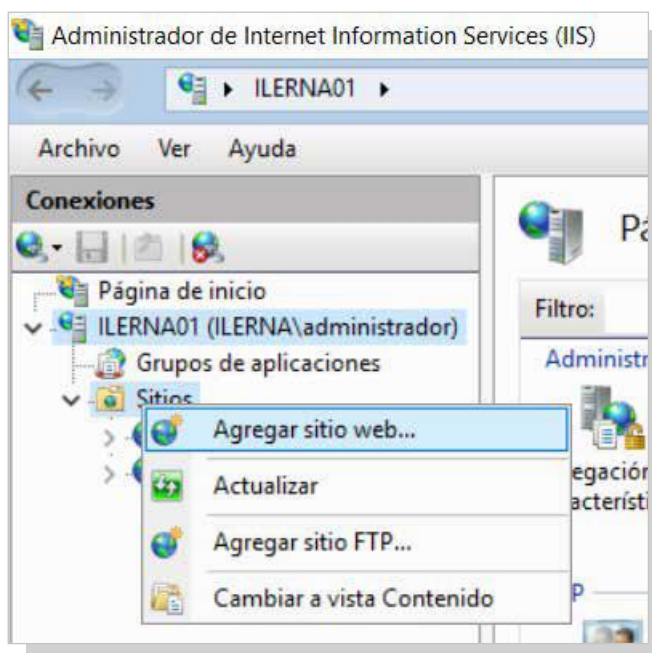 Administrador de Internet Information Services (IIS)
ILERNA01
Archivo Ver Ayuda
Conexiones
Página de inicio
ILERNA01 (ILERNA\administrador)
Grupos de aplicaciones
Sitios
Agregar sitio web...
Actualizar
Agregar sitio FTP...
Cambiar a vista Contenido
Filtro: